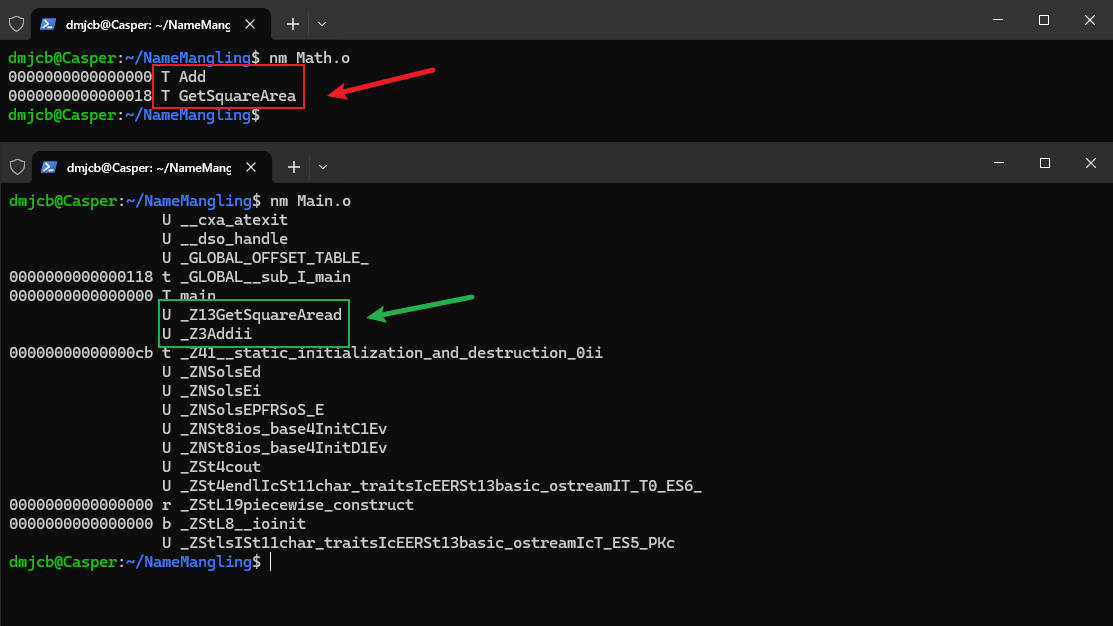 dmjcb@Casper: ~/NameMang
dmjcb@Casper:~/NameMangling$ nm Math.o
0000000000000000 T Add
0000000000000018 T GetSquareArea
dmjcb@Casper:~/NameMangling$
dmjcb@Casper: ~/NameMang
dmjcb@Casper:~/NameMangling$ nm Main.o
U __cxa_atexit
U __dso_handle
U _GLOBAL_OFFSET_TABLE_
0000000000000118 t _GLOBAL__sub_I_main
0000000000000000 T main
U _Z13GetSquareAread
U _Z3Addii
00000000000000cb t _Z41__static_initialization_and_destruction_0ii
U _ZNSolsEd
U _ZNSolsEi
U _ZNSolsEPFRSoS_E
U _ZNSt8ios_base4InitC1Ev
U _ZNSt8ios_base4InitD1Ev
U _ZSt4cout
U _ZSt4endlIcSt11char_traitsIcEERSt13basic_ostreamIT_T0_ES6_
0000000000000000 r _ZStL19piecewise_construct
0000000000000000 b _ZStL8__ioinit
U _ZStlsISt11char_traitsIcEERSt13basic_ostreamIcT_ES5_PKc
dmjcb@Casper:~/NameMangling$